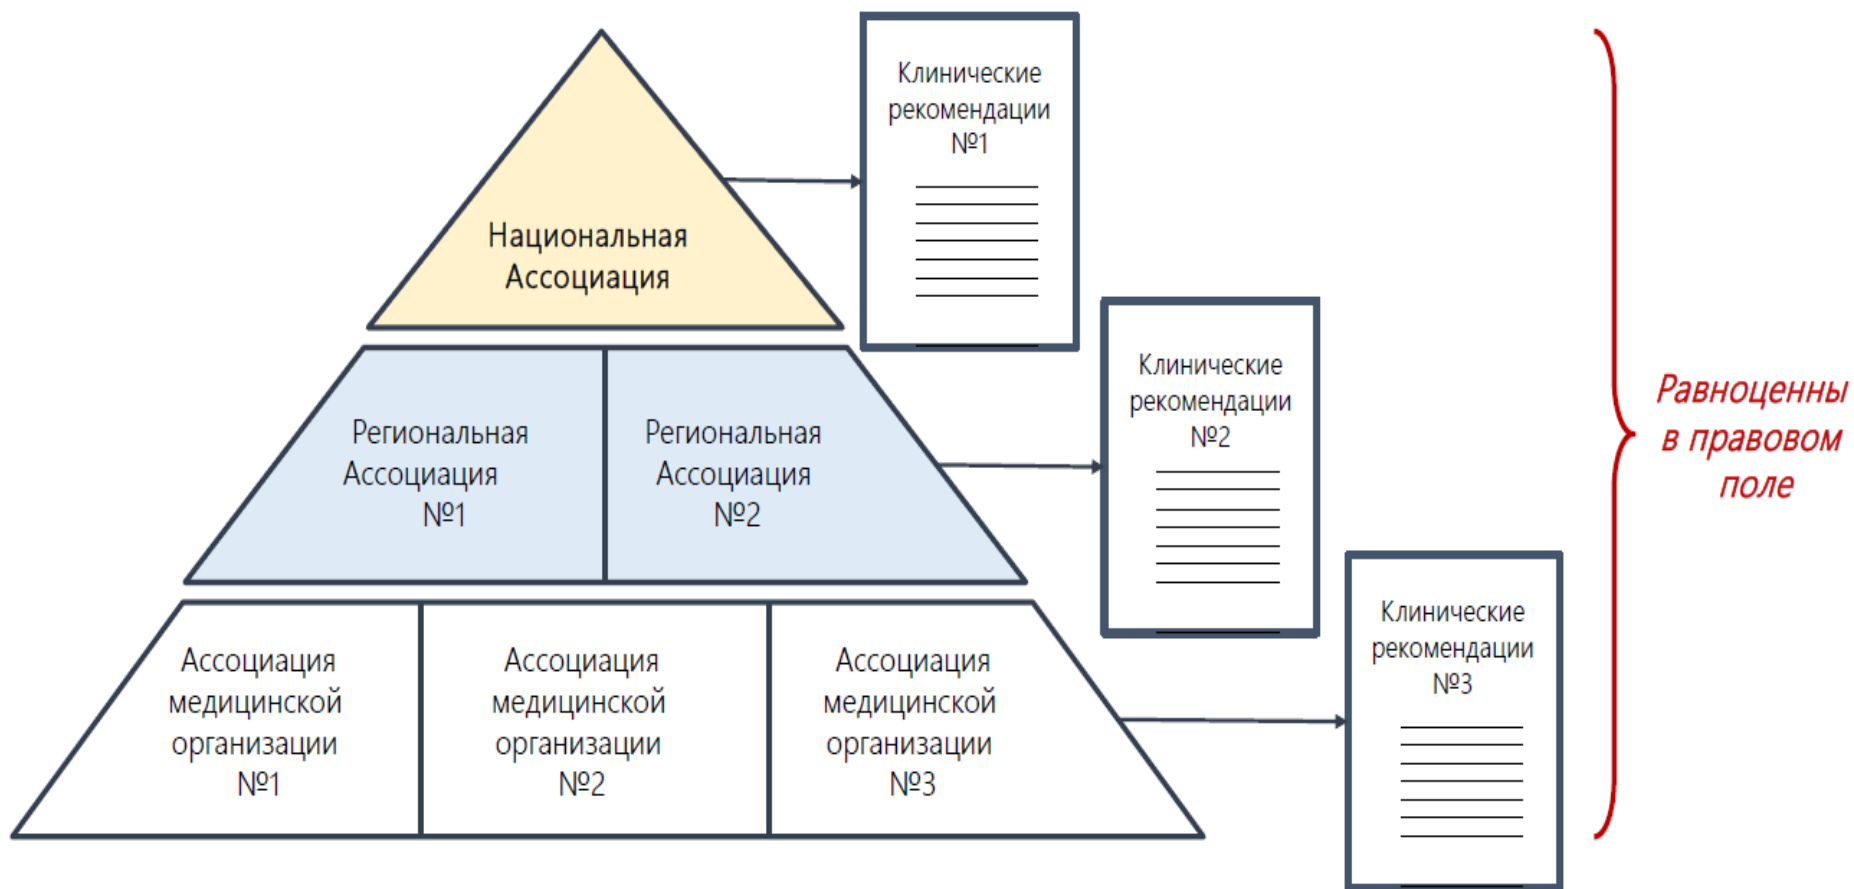 Клинические
рекомендации
№1
Национальная
Ассоциация
Клинические
рекомендации
№2
Региональная
Ассоциация
№1
Региональная
Ассоциация
№2
Равноценны
в правовом
поле
Клинические
рекомендации
№3
Ассоциация
медицинской
организации
№1
Ассоциация
медицинской
организации
№2
Ассоциация
медицинской
организации
№3